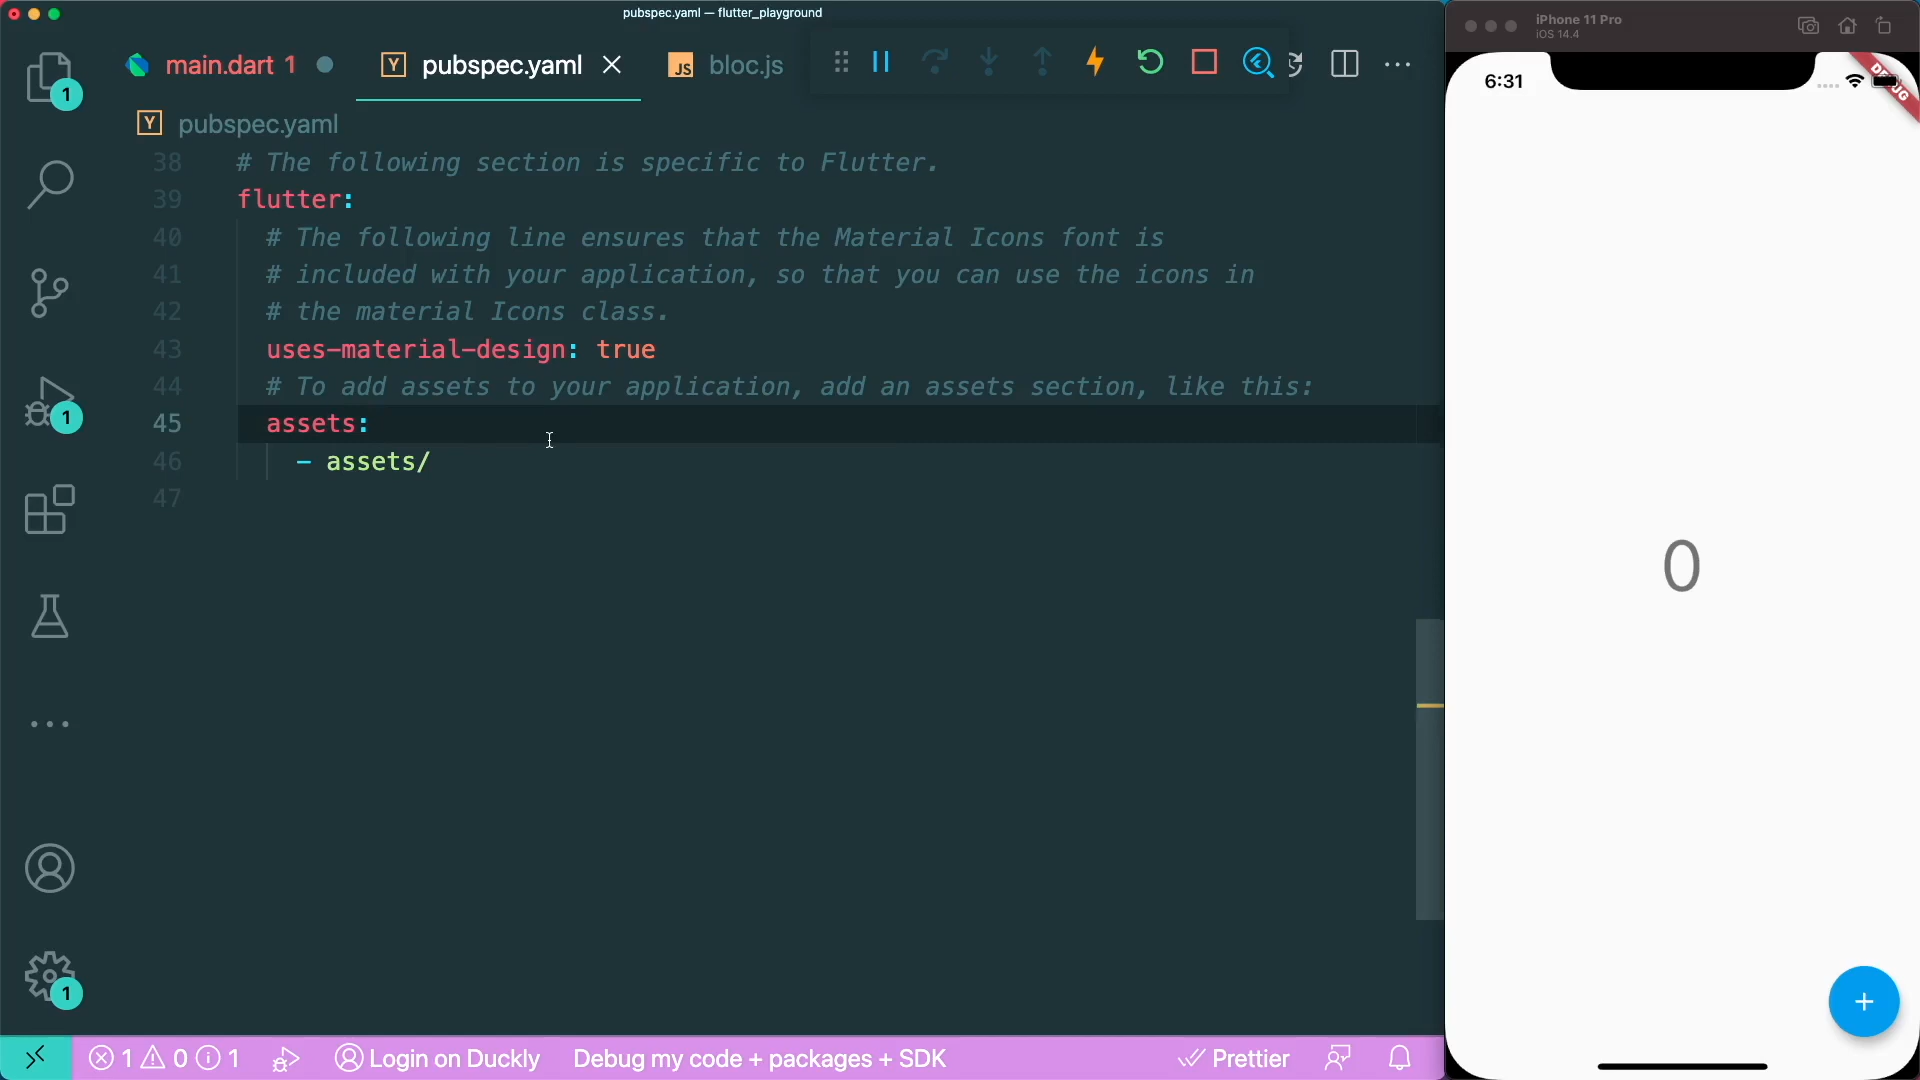 pubspec.yaml — flutter_playground
main.dart 1
Y pubspec.yaml
JS bloc.js
Y pubspec.yaml
38 # The following section is specific to Flutter.
39 flutter:
40 # The following line ensures that the Material Icons font is
41 # included with your application, so that you can use the icons in
42 # the material Icons class.
43 uses-material-design: true
44 # To add assets to your application, add an assets section, like this:
45 assets:
46 - assets/
47
1
1
1
1 0 1
Login on Duckly
Debug my code + packages + SDK
Prettier
iPhone 11 Pro
iOS 14.4
6:31
DEBUG
0
+